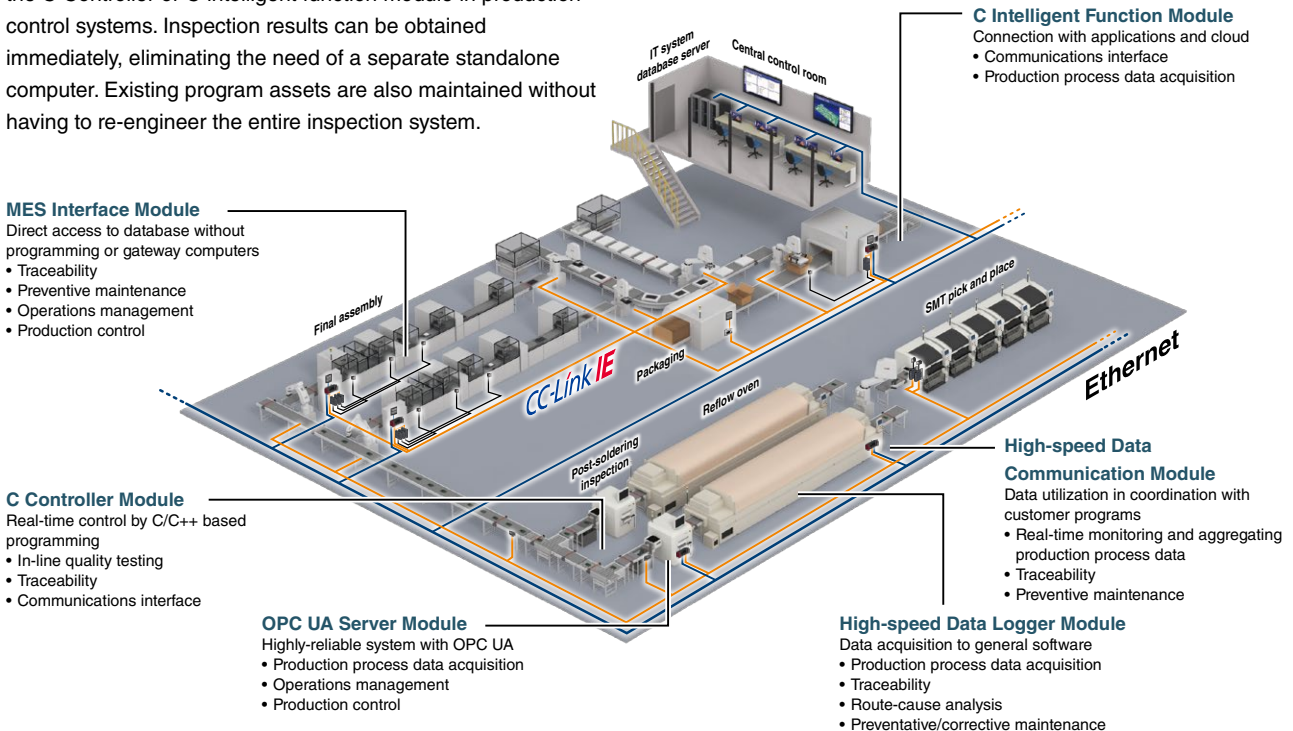 the C Controller or C intelligent function module in production
control systems. Inspection results can be obtained
immediately, eliminating the need of a separate standalone
computer. Existing program assets are also maintained without
having to re-engineer the entire inspection system.
C Intelligent Function Module
Connection with applications and cloud
• Communications interface
• Production process data acquisition
IT system
database server
Central control room
MES Interface Module
Direct access to database without
programming or gateway computers
• Traceability
• Preventive maintenance
• Operations management
• Production control
Final assembly
SMT pick and place
Packaging
CC-Link IE
Reflow oven
Ethernet
Post-soldering
inspection
C Controller Module
Real-time control by C/C++ based
programming
• In-line quality testing
• Traceability
• Communications interface
High-speed Data
Communication Module
Data utilization in coordination with
customer programs
• Real-time monitoring and aggregating
production process data
• Traceability
• Preventive maintenance
OPC UA Server Module
Highly-reliable system with OPC UA
• Production process data acquisition
• Operations management
• Production control
High-speed Data Logger Module
Data acquisition to general software
• Production process data acquisition
• Traceability
• Route-cause analysis
• Preventative/corrective maintenance